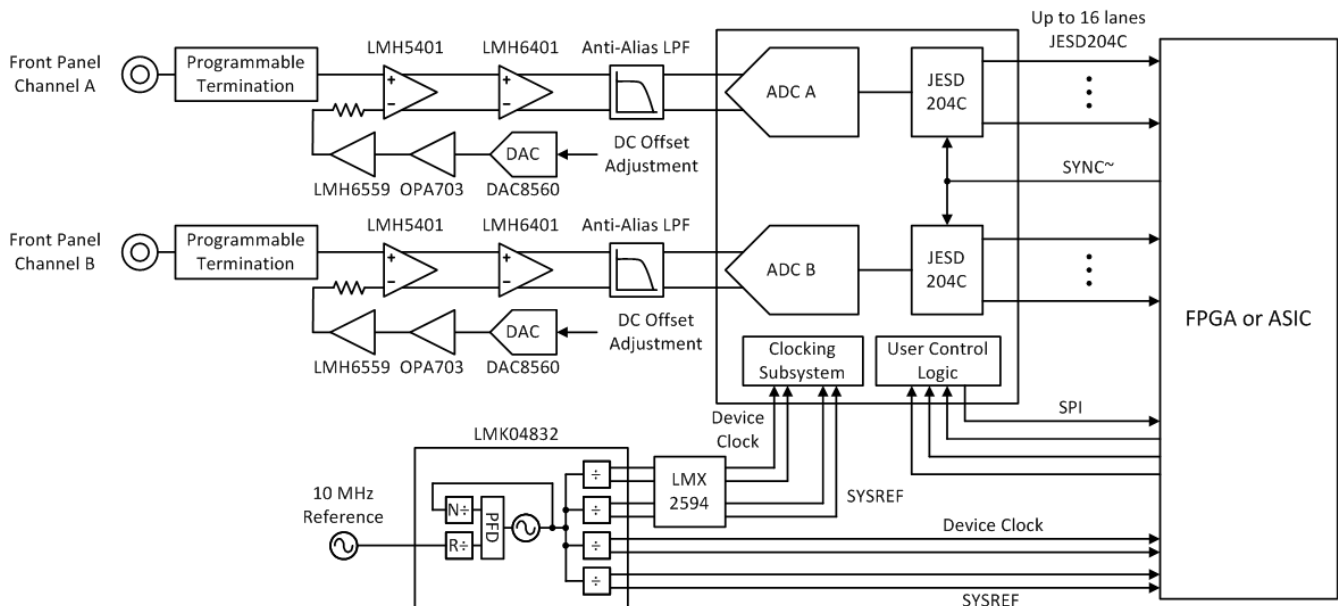 Up to 16 lanes
JESD204C
LMH5401
LMH6401
Anti-Alias LPF
Front Panel
Channel A
Programmable
Termination
+
−
ADC A
JESD
204C
DAC
DC Offset
Adjustment
LMH6559
OPA703
DAC8560
SYNC~
LMH5401
LMH6401
Anti-Alias LPF
Front Panel
Channel B
Programmable
Termination
+
−
+
−
+
−
ADC B
JESD
204C
DAC
DC Offset
Adjustment
LMH6559
OPA703
DAC8560
FPGA or ASIC
Clocking
Subsystem
User Control
Logic
SPI
Device
Clock
LMK04832
10 MHz
Reference
N÷
R÷
PFD
÷
÷
÷
÷
LMX
2594
SYSREF
Device Clock
SYSREF